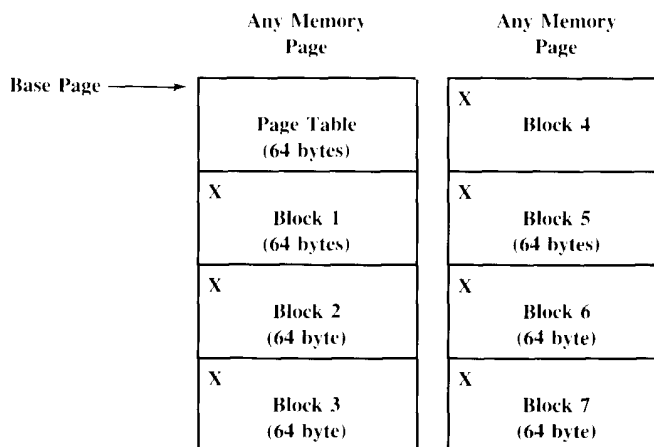 Any Memory
Page
Any Memory
Page
Base Page
Page Table
(64 bytes)
X
Block 1
(64 bytes)
X
Block 2
(64 byte)
X
Block 3
(64 byte)
X
Block 4
X
Block 5
(64 bytes)
X
Block 6
(64 byte)
X
Block 7
(64 byte)